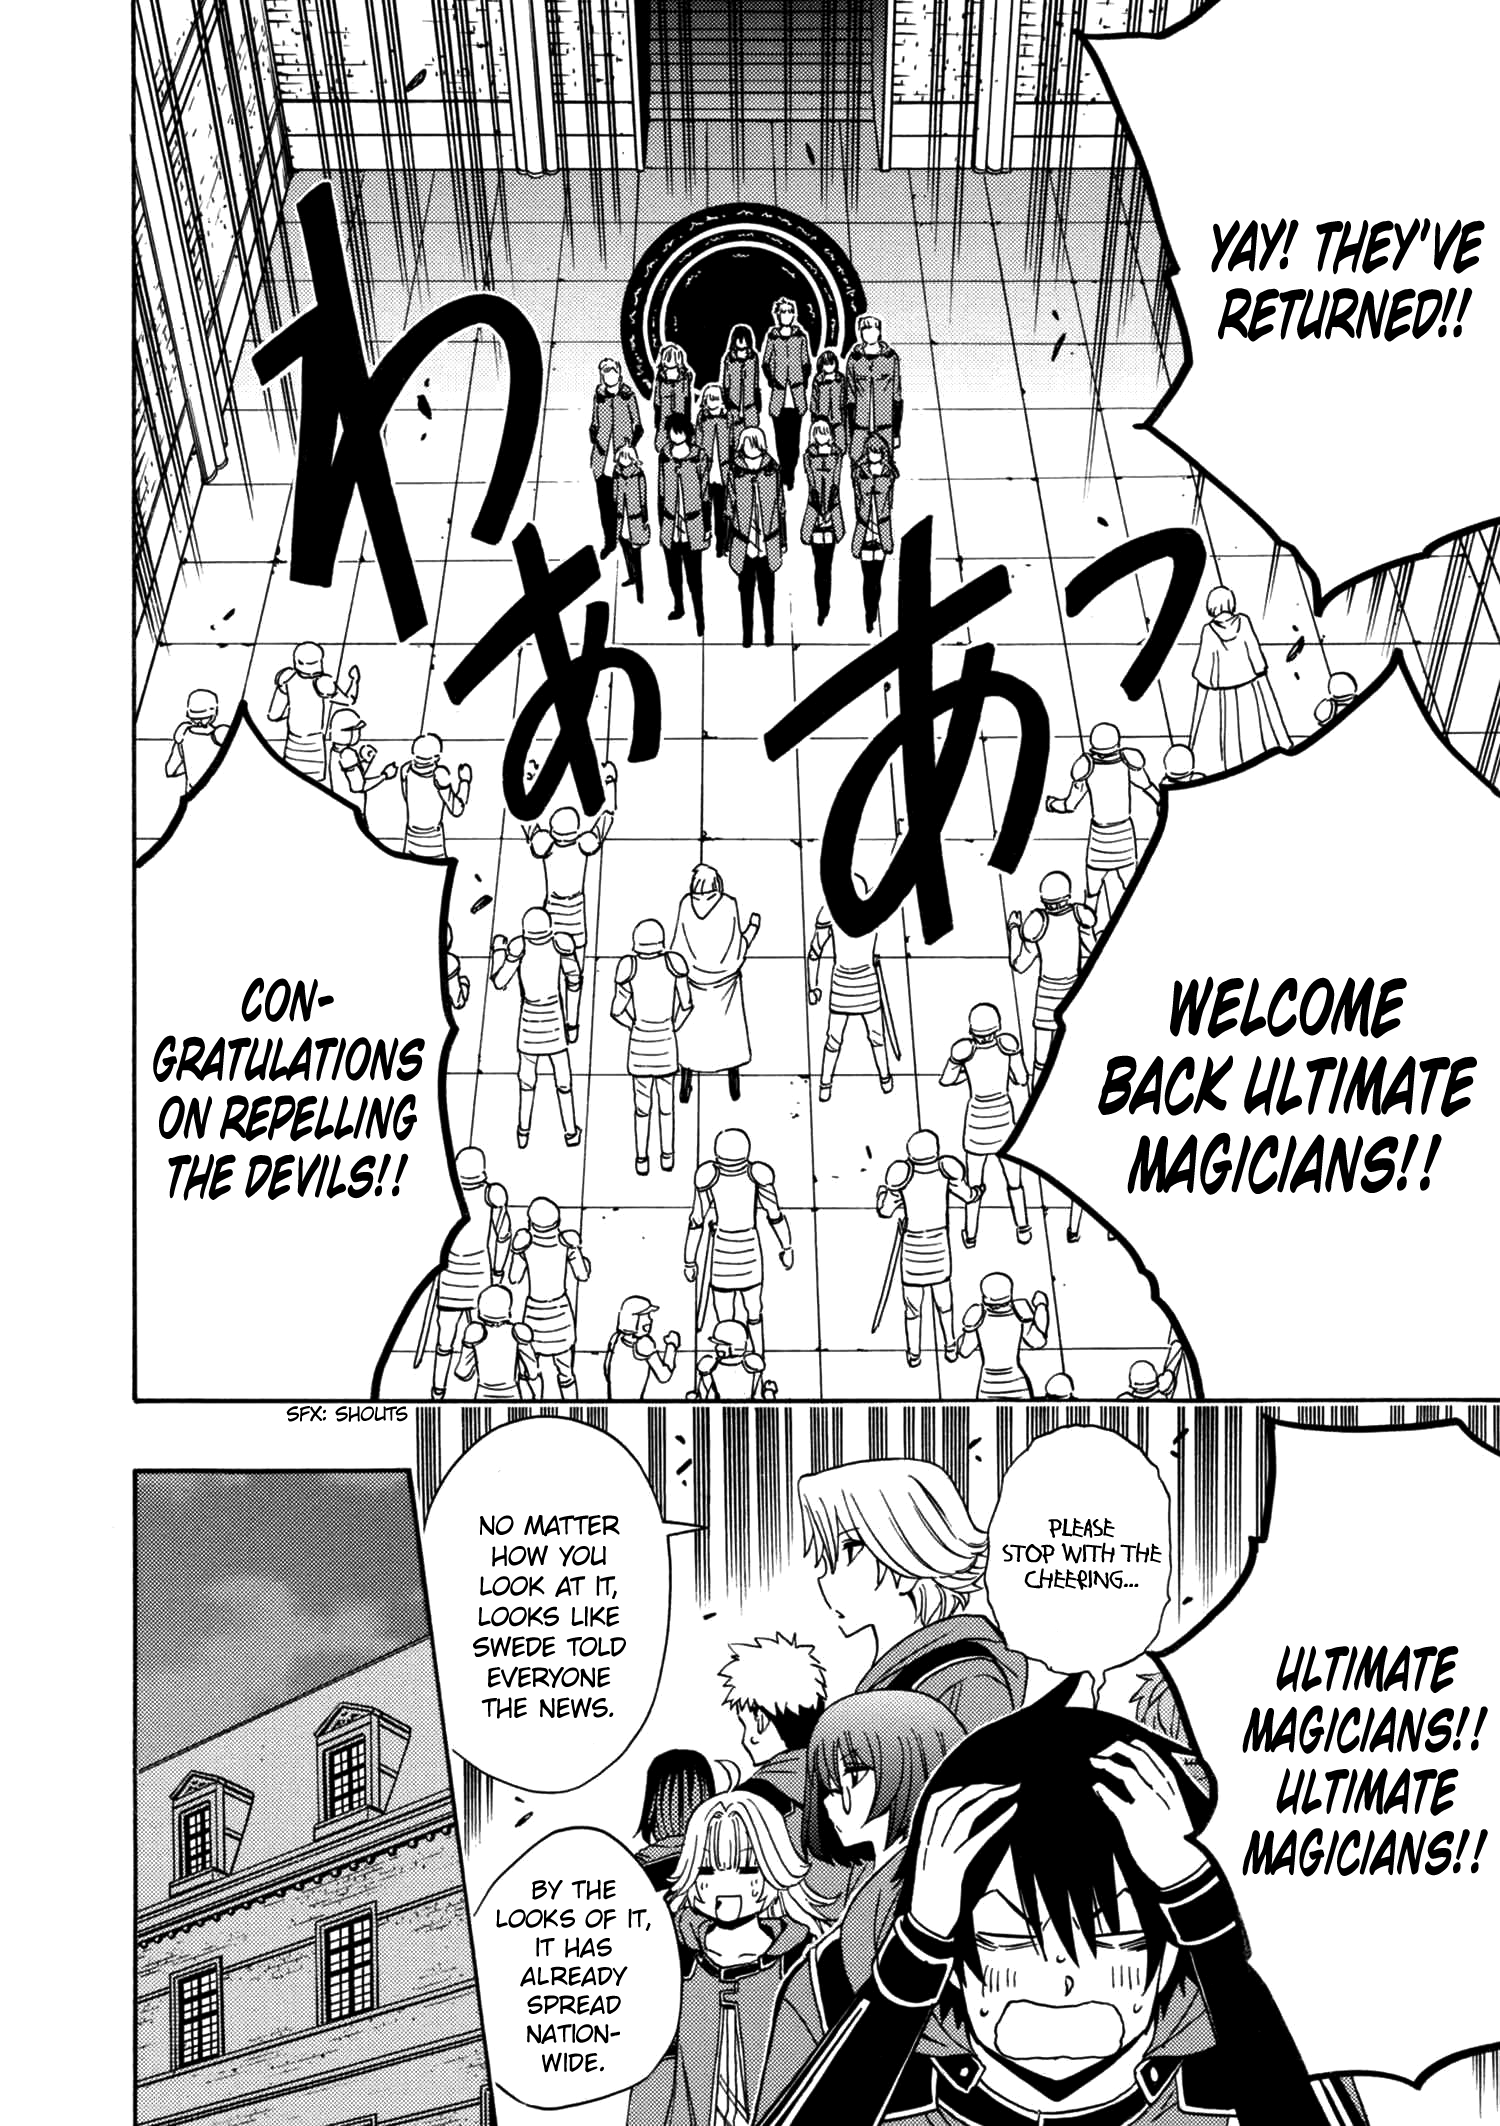 YAY! THEY'VE
RETURNED!!
わあぁっ
WELCOME
BACK ULTIMATE
MAGICIANS!!
CON-
GRATULATIONS
ON REPELLING
THE DEVILS!!
SFX: SHOUTS
ULTIMATE
MAGICIANS!!
ULTIMATE
MAGICIANS!!
PLEASE
STOP WITH THE
CHEERING...
NO MATTER
HOW YOU
LOOK AT IT,
LOOKS LIKE
SWEDE TOLD
EVERYONE
THE NEWS.
BY THE
LOOKS OF IT,
IT HAS
ALREADY
SPREAD
NATION-
WIDE.